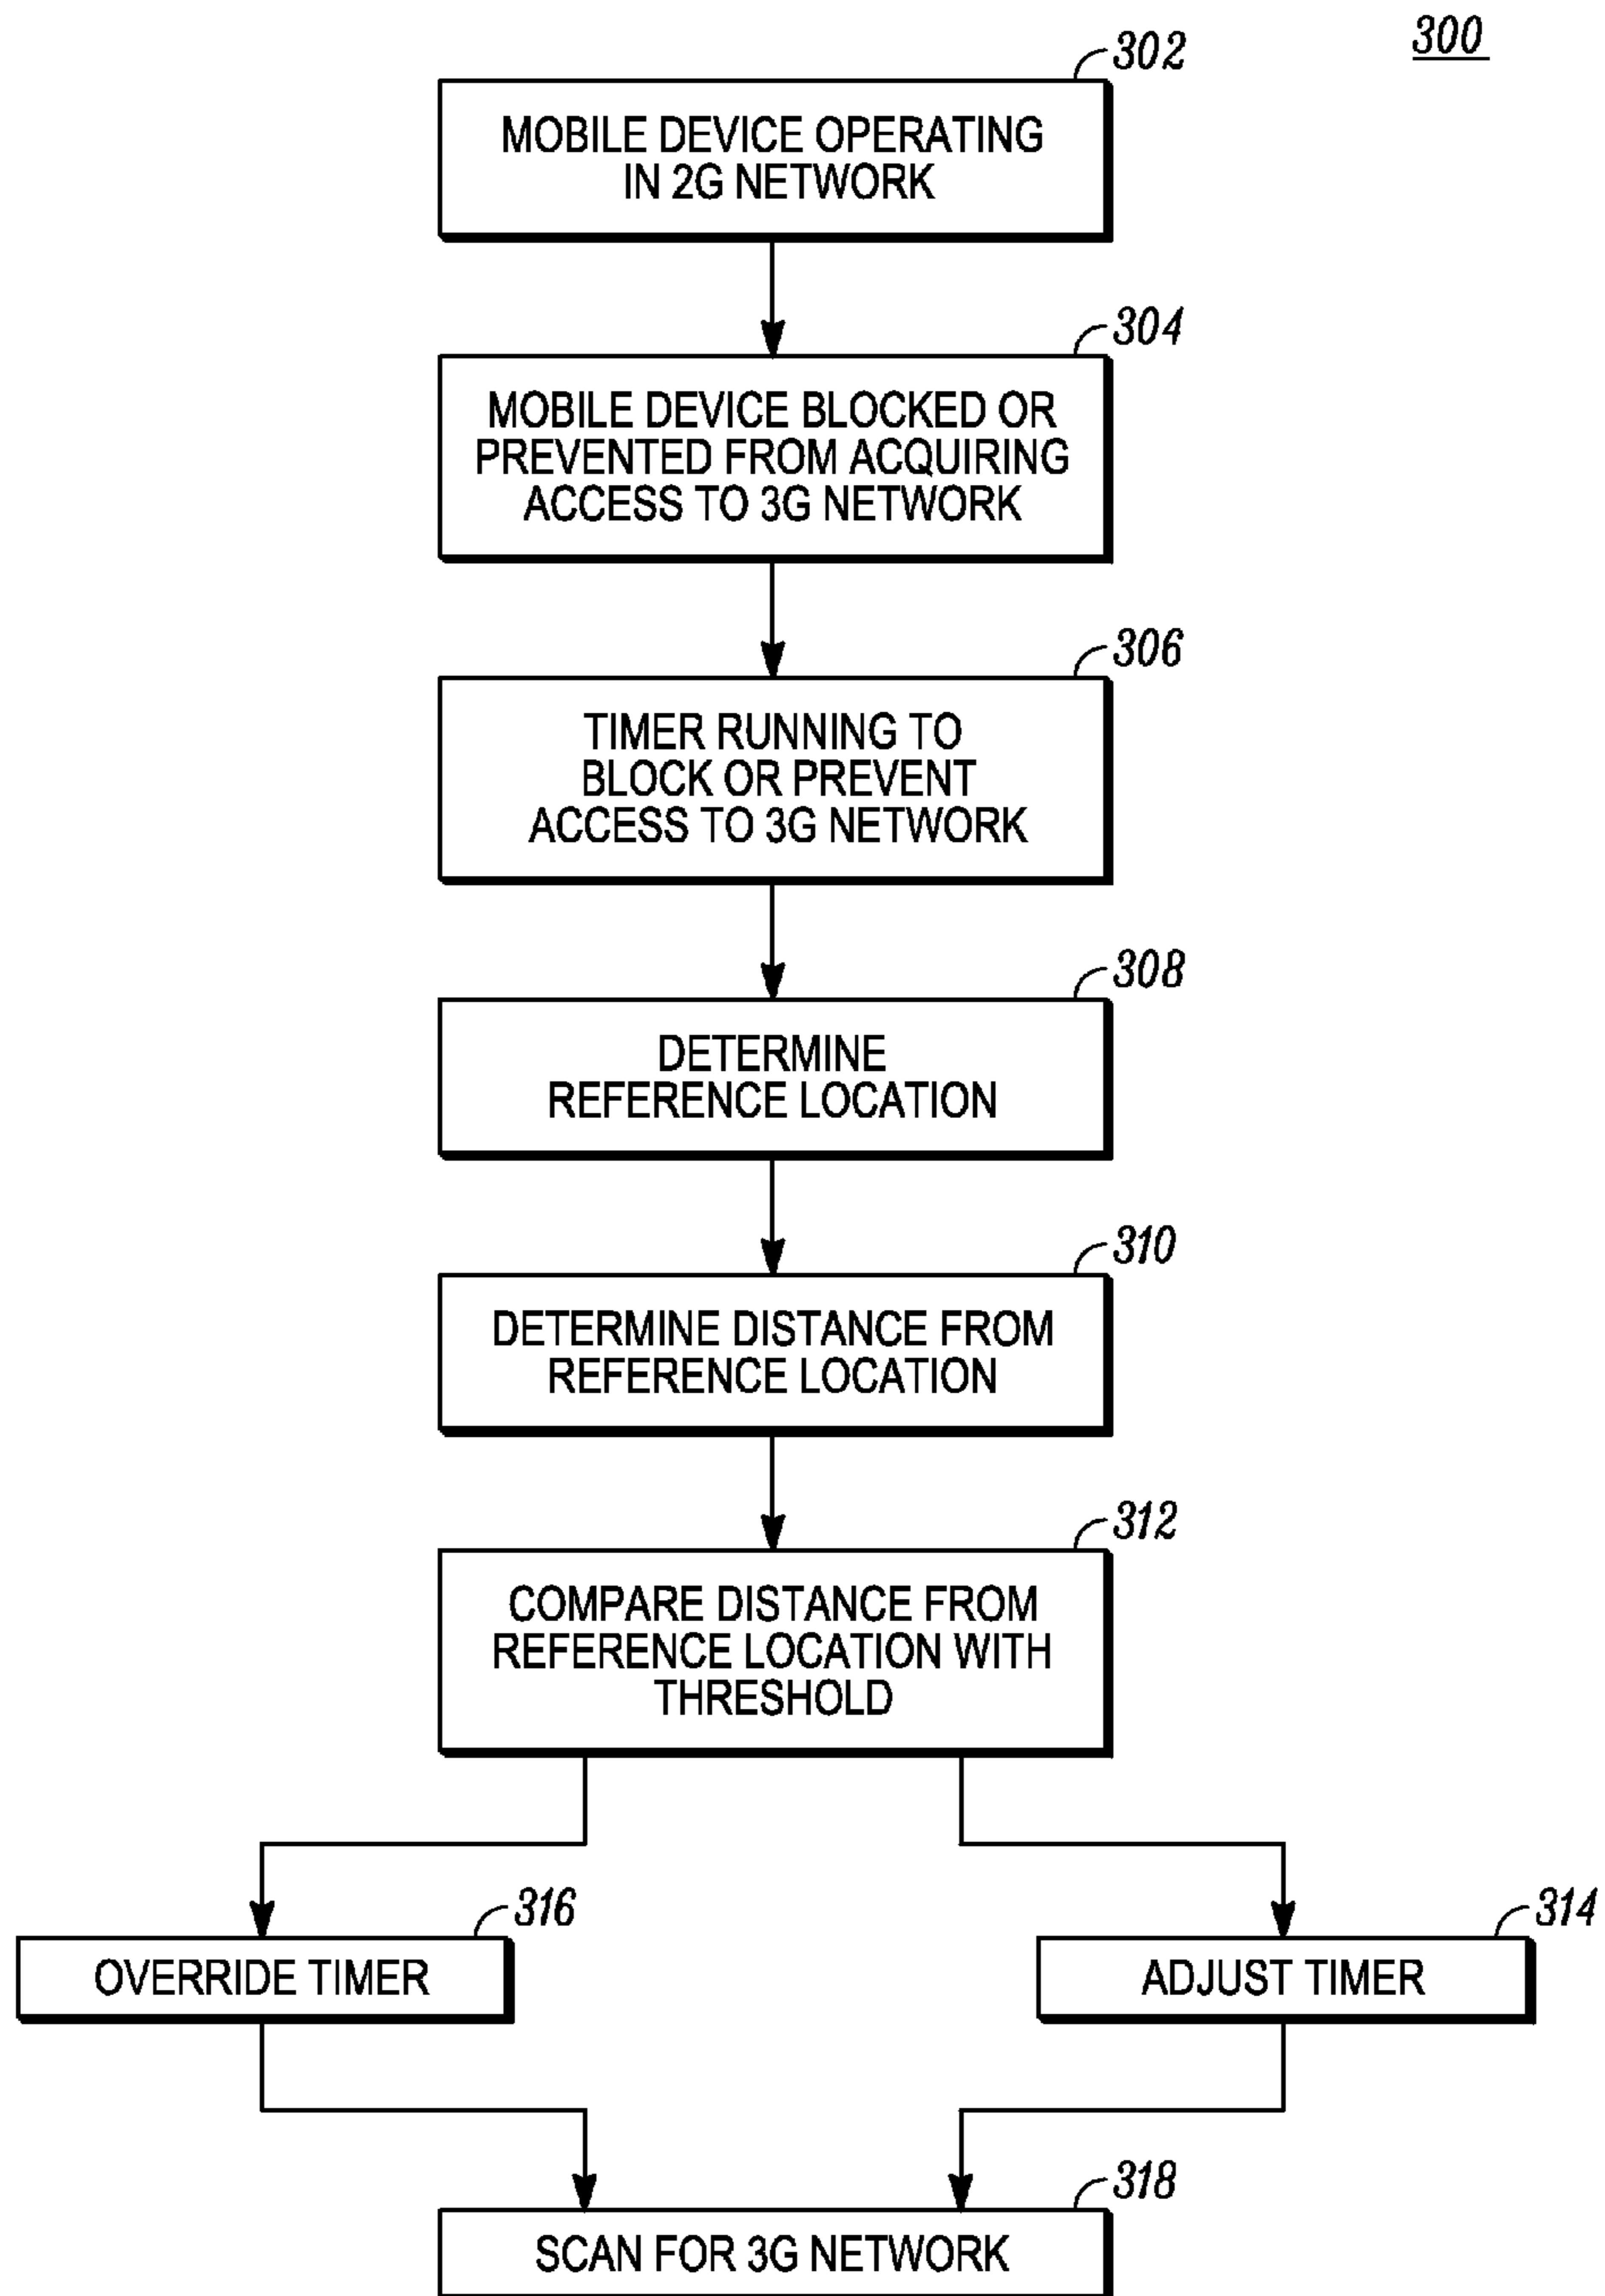 300
302
MOBILE DEVICE OPERATING
IN 2G NETWORK
304
MOBILE DEVICE BLOCKED OR
PREVENTED FROM ACQUIRING
ACCESS TO 3G NETWORK
306
TIMER RUNNING TO
BLOCK OR PREVENT
ACCESS TO 3G NETWORK
308
DETERMINE
REFERENCE LOCATION
310
DETERMINE DISTANCE FROM
REFERENCE LOCATION
312
COMPARE DISTANCE FROM
REFERENCE LOCATION WITH
THRESHOLD
316
OVERRIDE TIMER
314
ADJUST TIMER
318
SCAN FOR 3G NETWORK